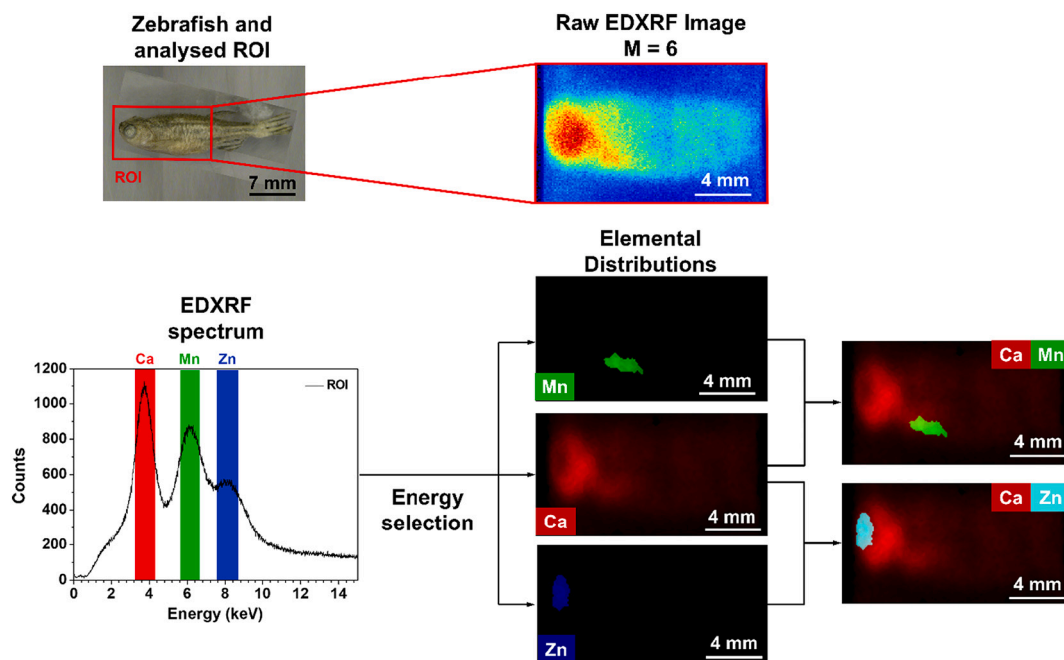 Zebrafish and
analysed ROI
ROI
7 mm
Raw EDXRF Image
M = 6
4 mm
EDXRF
spectrum
Ca
Mn
Zn
1200
1000
800
600
400
200
0
Counts
ROI
0
2
4
6
8
10
12
14
Energy (keV)
Energy
selection
Elemental
Distributions
Mn
4 mm
Ca
4 mm
Zn
4 mm
Ca
Mn
4 mm
Ca
Zn
4 mm